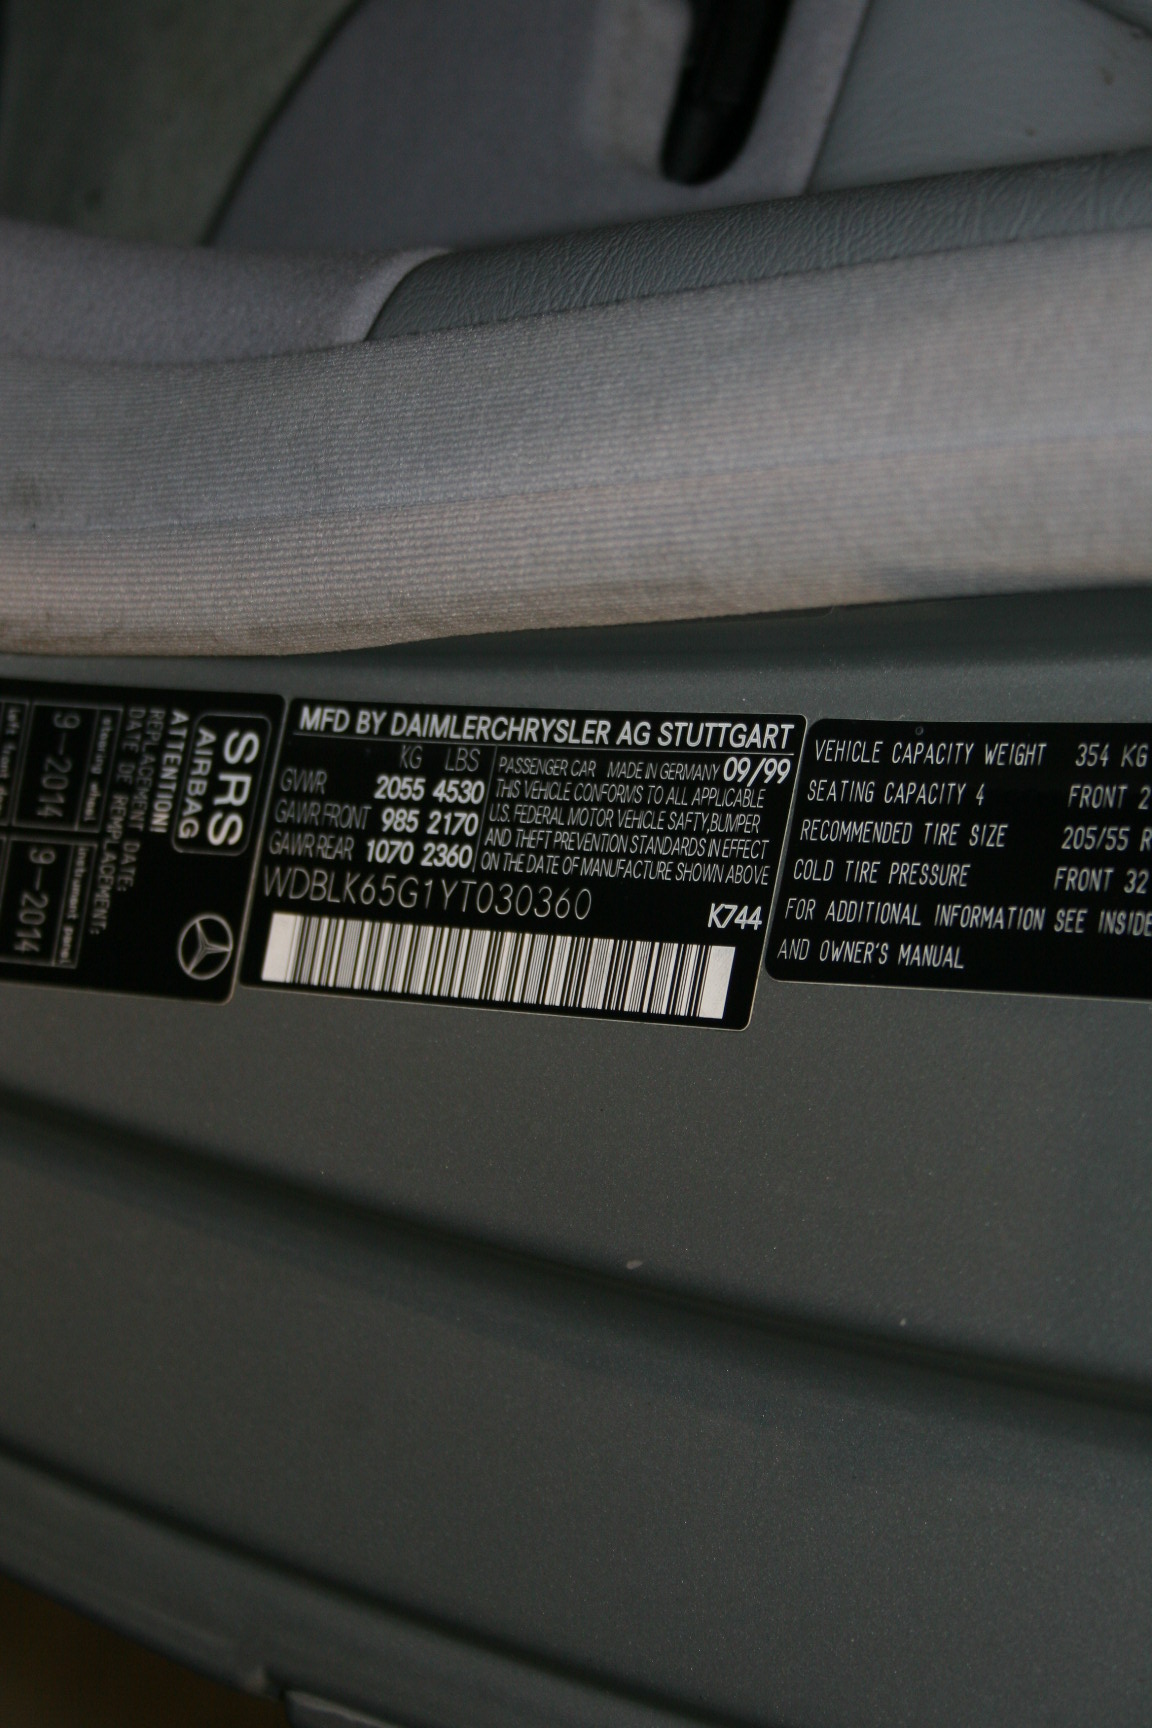 SRS
AIRBAG
ATTENTION!
REPLACEMENT DATE:
DATE OF REMPLACEMENT:
9-2014
instrument panel
9-2014
MFD BY DAIMLERCHRYSLER AG STUTTGART
KG LBS
GVWR 2055 4530
GAWR FRONT 985 2170
GAWR REAR 1070 2360
PASSENGER CAR MADE IN GERMANY 09/99
THIS VEHICLE CONFORMS TO ALL APPLICABLE
U.S. FEDERAL MOTOR VEHICLE SAFTY,BUMPER
AND THEFT PREVENTION STANDARDS IN EFFECT
ON THE DATE OF MANUFACTURE SHOWN ABOVE
WDBLK65G1YT030360
K744
VEHICLE CAPACITY WEIGHT 354 KG
SEATING CAPACITY 4 FRONT 2
RECOMMENDED TIRE SIZE 205/55 R
COLD TIRE PRESSURE FRONT 32
FOR ADDITIONAL INFORMATION SEE INSIDE
AND OWNER'S MANUAL